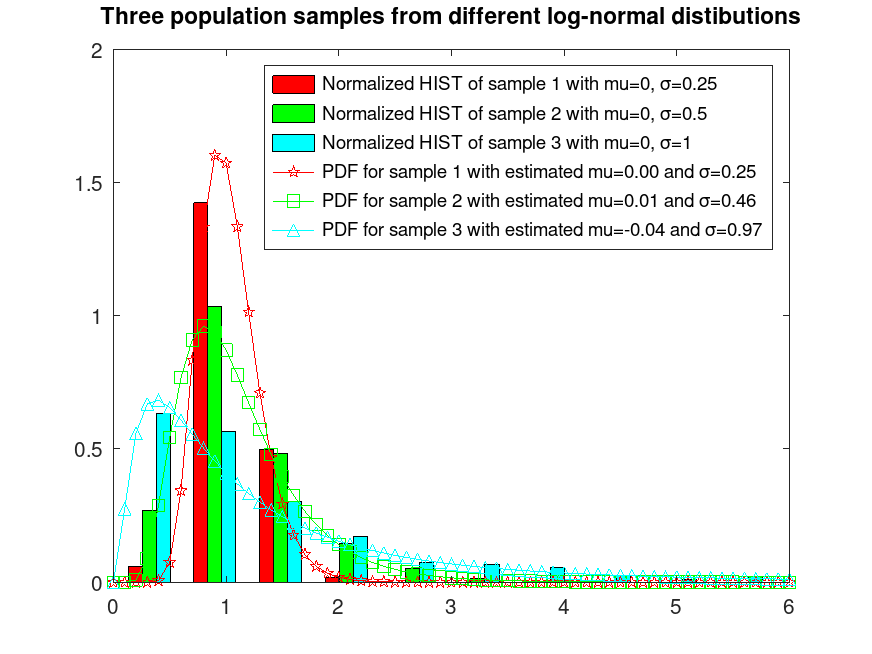 Three population samples from different log-normal distibutions
2
1.5
1
0.5
0
Normalized HIST of sample 1 with mu=0, σ=0.25
Normalized HIST of sample 2 with mu=0, σ=0.5
Normalized HIST of sample 3 with mu=0, σ=1
PDF for sample 1 with estimated mu=0.00 and σ=0.25
PDF for sample 2 with estimated mu=0.01 and σ=0.46
PDF for sample 3 with estimated mu=-0.04 and σ=0.97
0 1 2 3 4 5 6